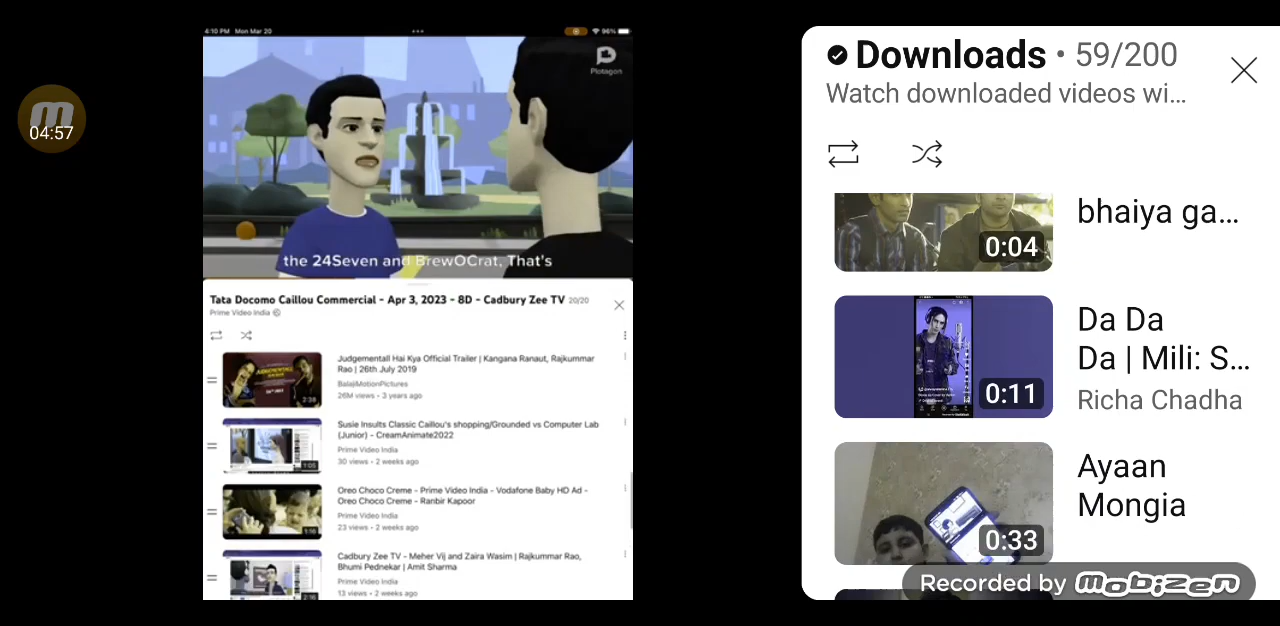 04:57
4:10 PM Mon Mar 20
96%
Plotagon
the 24Seven and BrewOCrat, That's
Tata Docomo Caillou Commercial - Apr 3, 2023 - 8D - Cadbury Zee TV 20/20
Prime Video India
Judgementall Hai Kya Official Trailer | Kangana Ranaut, Rajkummar
Rao | 26th July 2019
BalajiMotionPictures
26M views • 3 years ago
2:38
Susie Insults Classic Caillou's shopping/Grounded vs Computer Lab
(Junior) - CreamAnimate2022
Prime Video India
30 views • 2 weeks ago
1:05
Oreo Choco Creme - Prime Video India - Vodafone Baby HD Ad -
Oreo Choco Creme - Ranbir Kapoor
Prime Video India
23 views • 2 weeks ago
1:16
Cadbury Zee TV - Meher Vij and Zaira Wasim | Rajkummar Rao,
Bhumi Pednekar | Amit Sharma
Prime Video India
13 views • 2 weeks ago
2:16
Downloads • 59/200
Watch downloaded videos wi...
bhaiya ga...
0:04
Da Da
Da | Mili: S...
Richa Chadha
0:11
Ayaan
Mongia
0:33
Recorded by mobizen